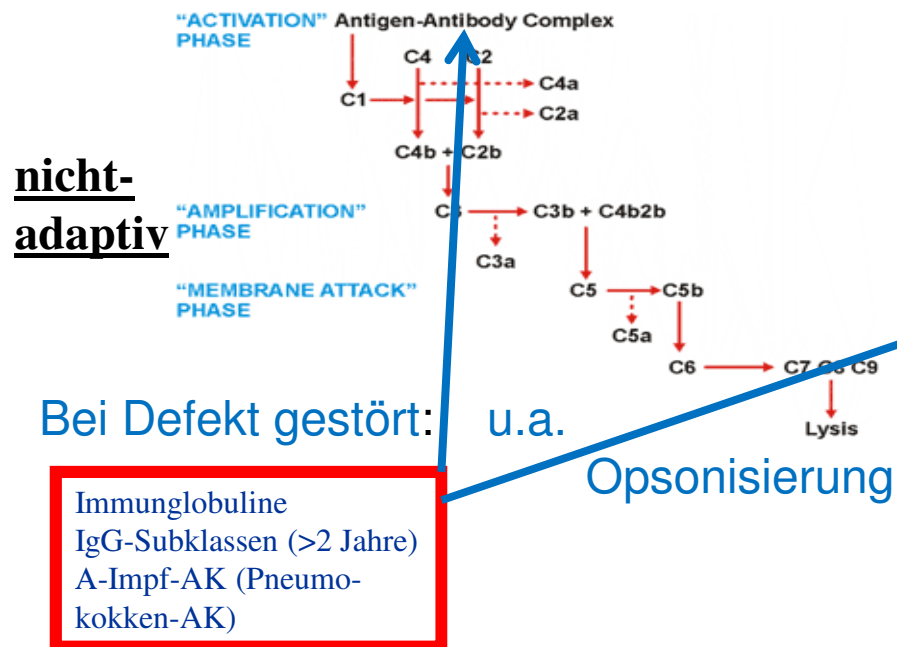 "ACTIVATION" Antigen-Antibody Complex
PHASE
C4 C2
C4a
C1
C2a
C4b + C2b
nicht-
adaptiv
"AMPLIFICATION"
PHASE
C3 C3b + C4b2b
C3a
"MEMBRANE ATTACK"
PHASE
C5 C5b
C5a
C6 C7 C8 C9
Lysis
Bei Defekt gestört: u.a.
Opsonisierung
Immunglobuline
IgG-Subklassen (>2 Jahre)
A-Impf-AK (Pneumo-
kokken-AK)